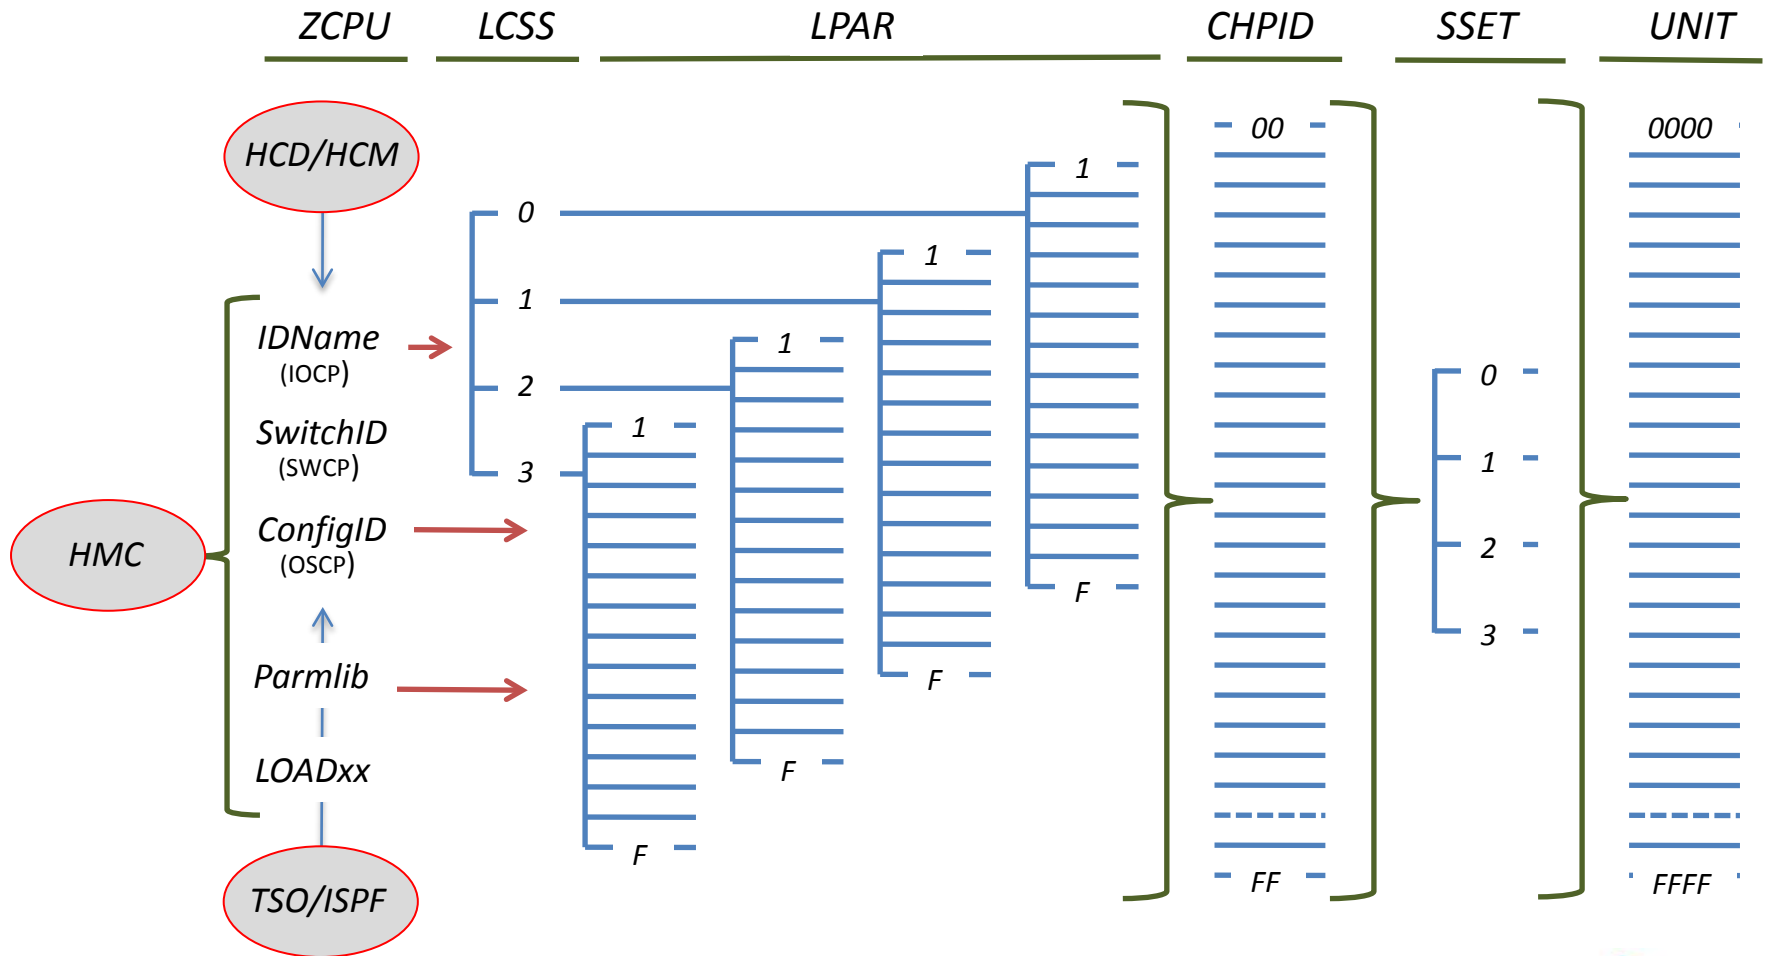 ZCPU LCSS LPAR CHPID SSET UNIT
HCD/HCM
IDName
(IOCP)
SwitchID
(SWCP)
ConfigID
(OSCP)
Parmlib
LOADxx
HMC
TSO/ISPF
0
1
2
3
1
F
1
F
1
F
1
F
00
FF
0
1
2
3
0000
FFFF